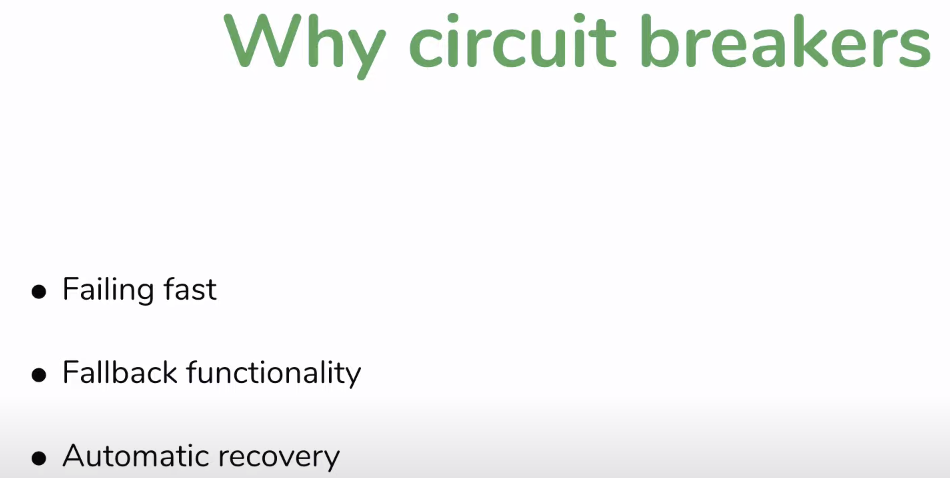 Why circuit breakers
● Failing fast
● Fallback functionality
● Automatic recovery